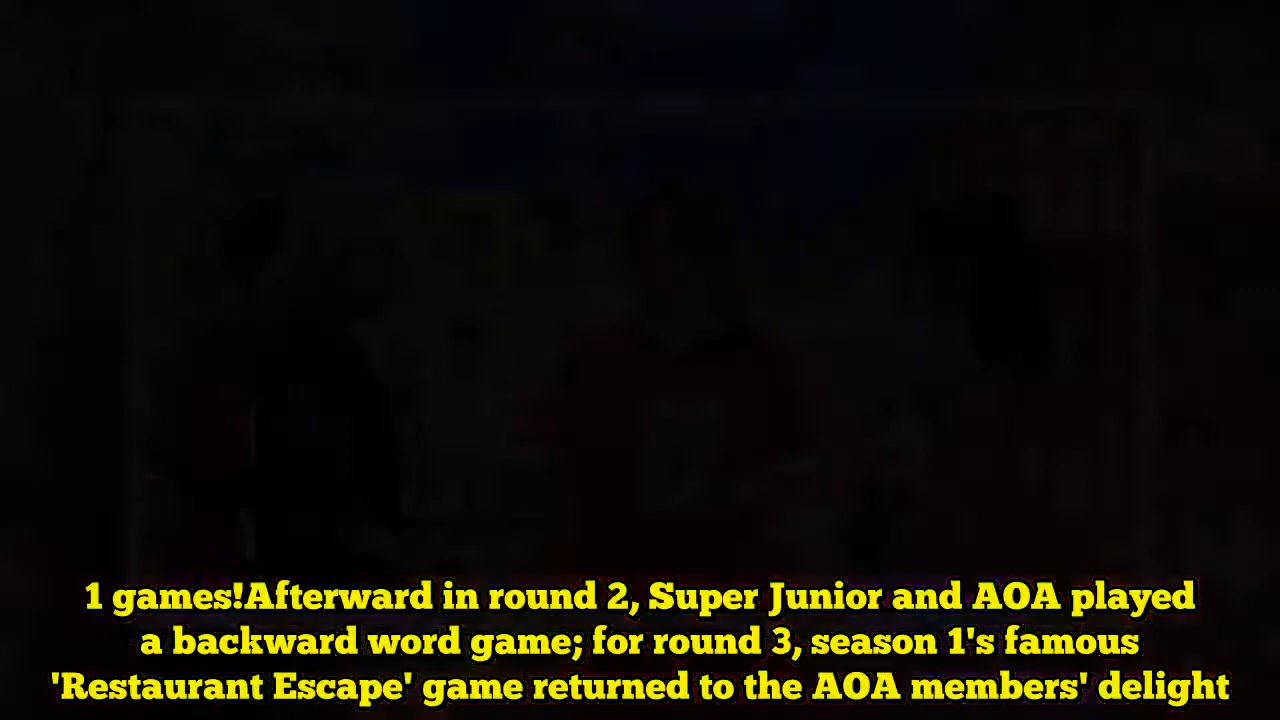 1 games!Afterward in round 2, Super Junior and AOA played
a backward word game; for round 3, season 1's famous
'Restaurant Escape' game returned to the AOA members' delight